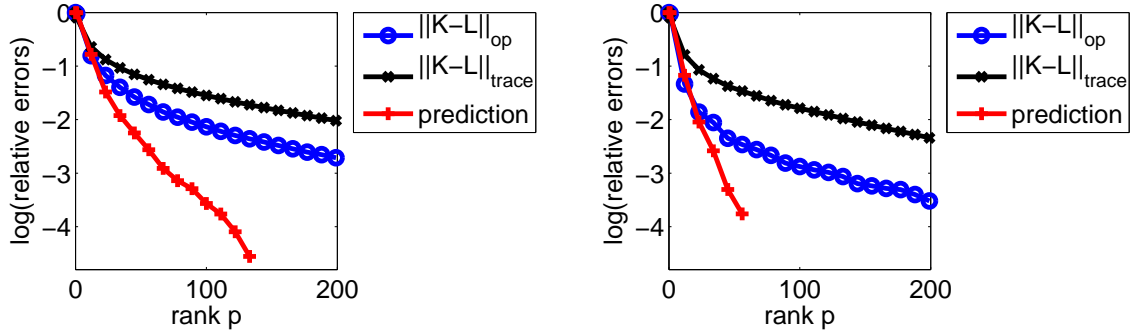 0
−1
−2
−3
−4
log(relative errors)
0
100
200
rank p
||K−L||op
||K−L||trace
prediction
0
−1
−2
−3
−4
log(relative errors)
0
100
200
rank p
||K−L||op
||K−L||trace
prediction